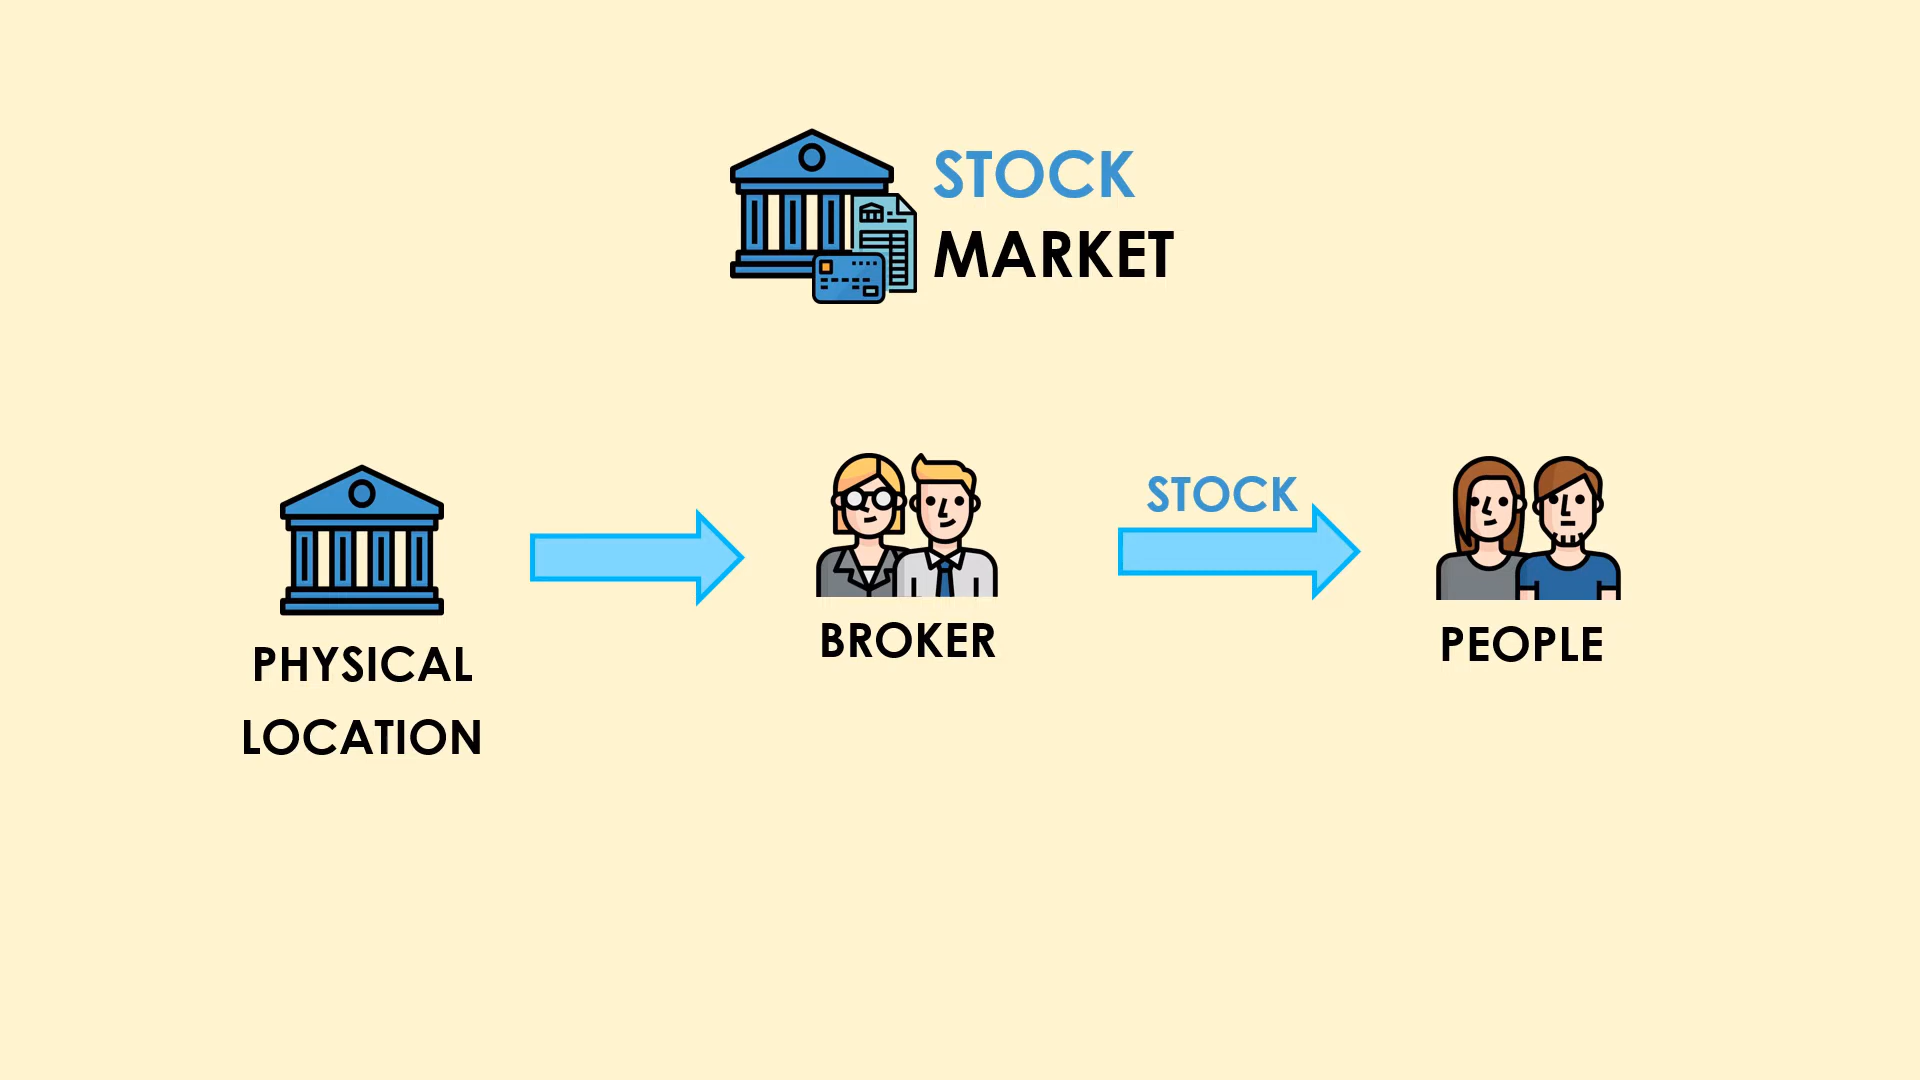 STOCK
MARKET
STOCK
BROKER
PEOPLE
PHYSICAL
LOCATION